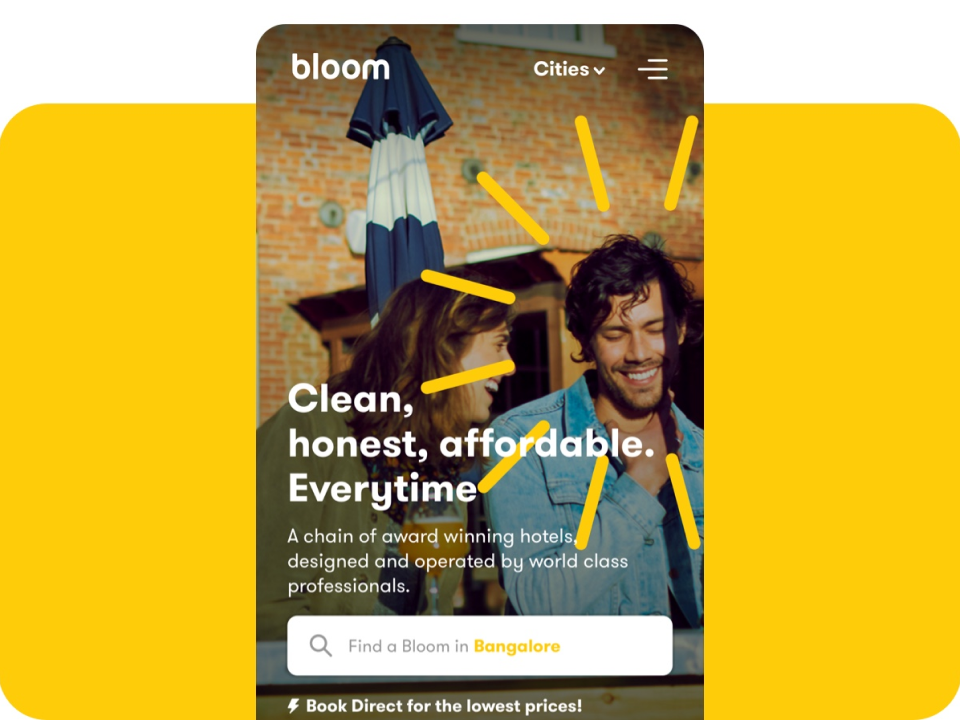 bloom
Cities
Clean,
honest, affordable.
Everytime
A chain of award winning hotels,
designed and operated by world class
professionals.
Find a Bloom in Bangalore
Book Direct for the lowest prices!